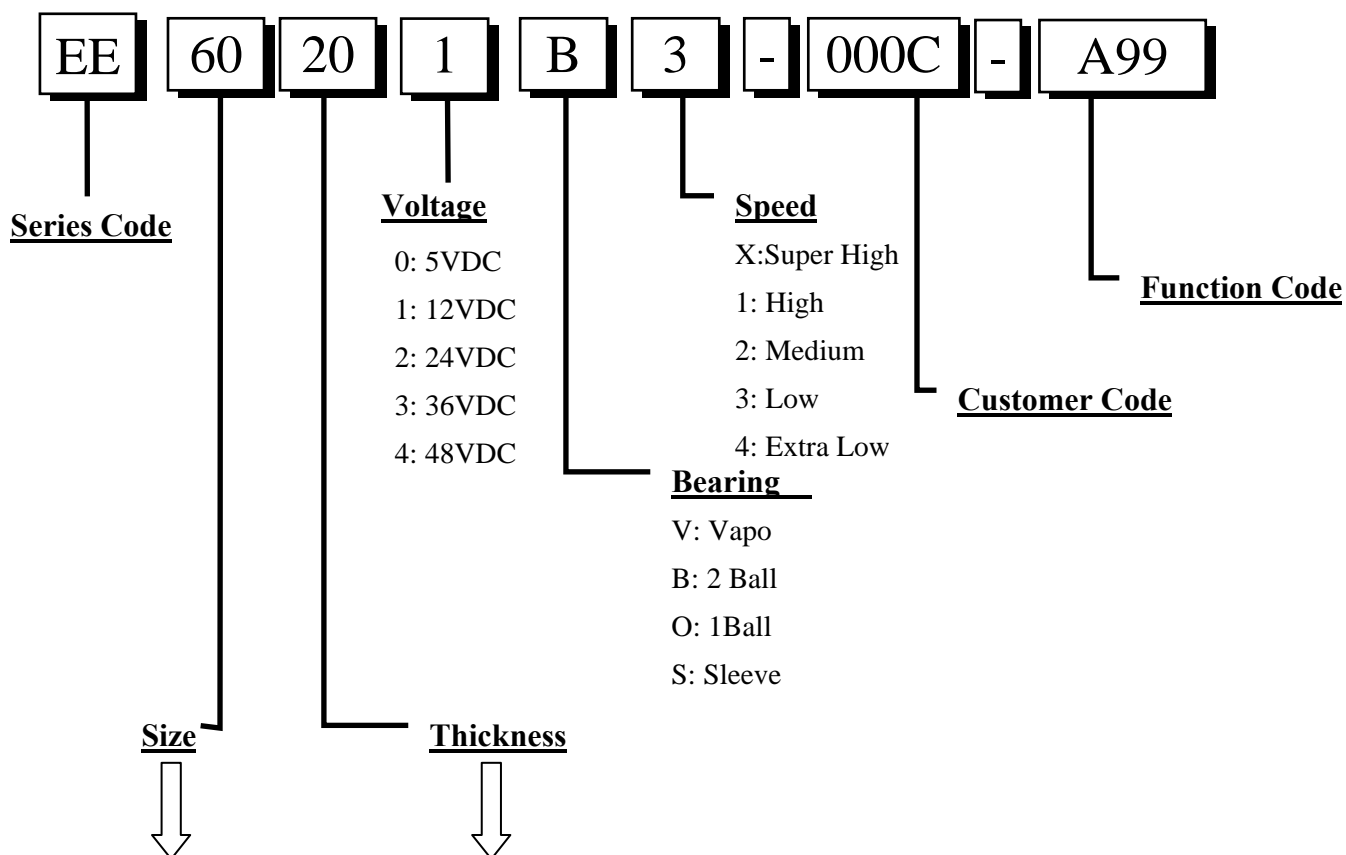 EE 60 20 1 B 3 - 000C - A99
Series Code
Voltage
0: 5VDC
1: 12VDC
2: 24VDC
3: 36VDC
4: 48VDC
Speed
X:Super High
1: High
2: Medium
3: Low
4: Extra Low
Function Code
Customer Code
Bearing
V: Vapo
B: 2 Ball
O: 1Ball
S: Sleeve
Size
Thickness